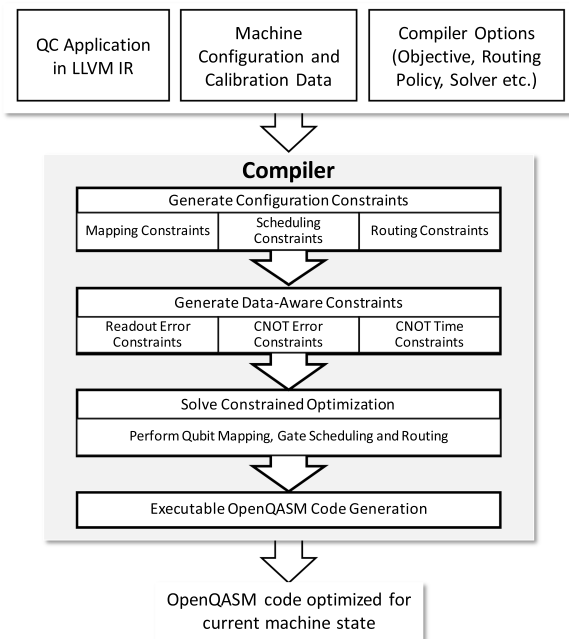 QC Application
in LLVM IR
Machine
Configuration and
Calibration Data
Compiler Options
(Objective, Routing
Policy, Solver etc.)
Compiler
Generate Configuration Constraints
Mapping Constraints
Scheduling
Constraints
Routing Constraints
Generate Data-Aware Constraints
Readout Error
Constraints
CNOT Error
Constraints
CNOT Time
Constraints
Solve Constrained Optimization
Perform Qubit Mapping, Gate Scheduling and Routing
Executable OpenQASM Code Generation
OpenQASM code optimized for
current machine state